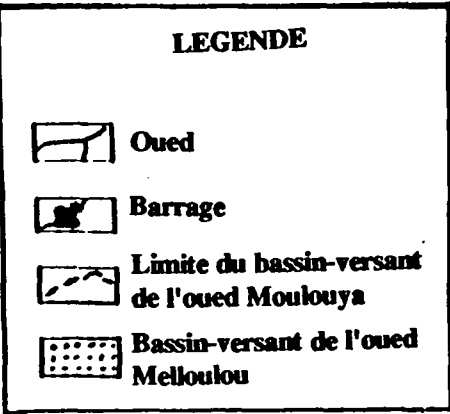 LEGENDE
Oued
Barrage
Limite du bassin-versant
de l'oued Moulouya
Bassin-versant de l'oued
Melloulou